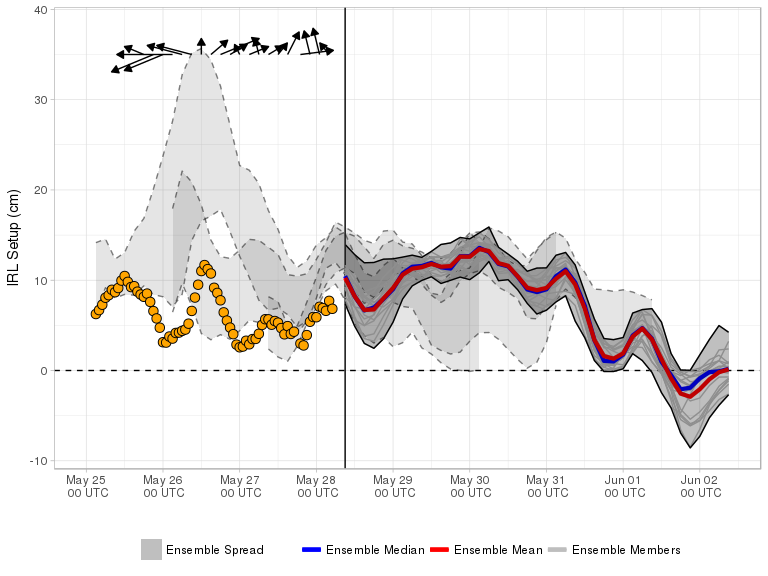 40
30
20
10
0
-10
IRL Setup (cm)
May 25
00 UTC
May 26
00 UTC
May 27
00 UTC
May 28
00 UTC
May 29
00 UTC
May 30
00 UTC
May 31
00 UTC
Jun 01
00 UTC
Jun 02
00 UTC
Ensemble Spread
Ensemble Median
Ensemble Mean
Ensemble Members